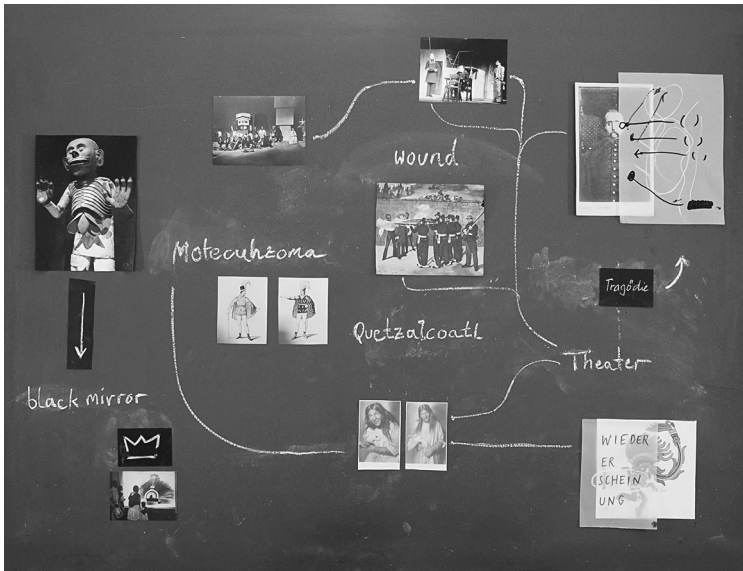 wound
Motecuhzoma
Tragödie
Quetzalcoatl
Theater
black mirror
WIEDER
ER
SCHEIN
UNG